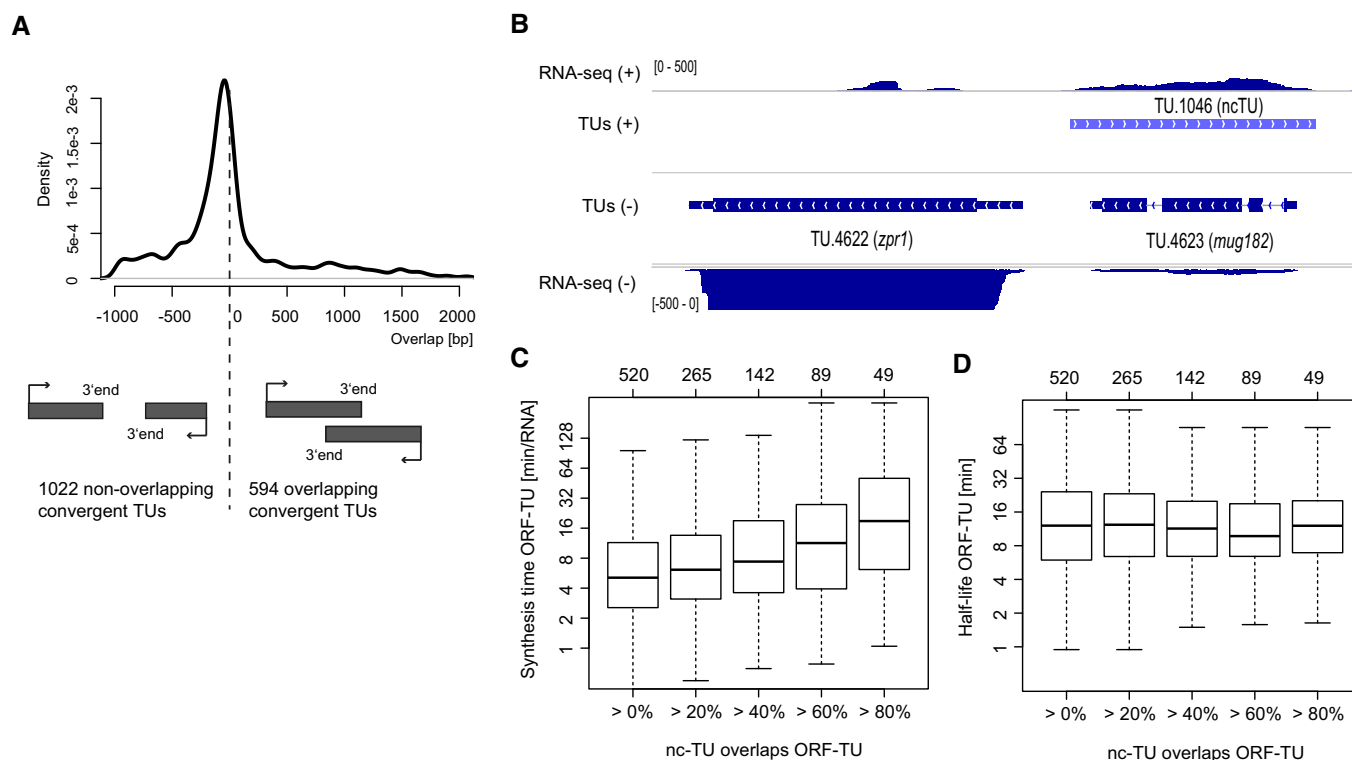 A
Density
2e-3
1.5e-3
1e-3
5e-4
0
-1000 -500 0 500 1000 1500 2000
Overlap [bp]
3'end
3'end
1022 non-overlapping
convergent TUs
3'end
3'end
594 overlapping
convergent TUs
B
RNA-seq (+)
[0 - 500]
TU.1046 (ncTU)
TUs (+)
TUs (-)
TU.4622 (zpr1)
TU.4623 (mug182)
RNA-seq (-)
[-500 - 0]
C
520 265 142 89 49
Synthesis time ORF-TU [min/RNA]
128
64
32
16
8
4
2
1
> 0% > 20% > 40% > 60% > 80%
nc-TU overlaps ORF-TU
D
520 265 142 89 49
Half-life ORF-TU [min]
64
32
16
8
4
2
1
> 0% > 20% > 40% > 60% > 80%
nc-TU overlaps ORF-TU